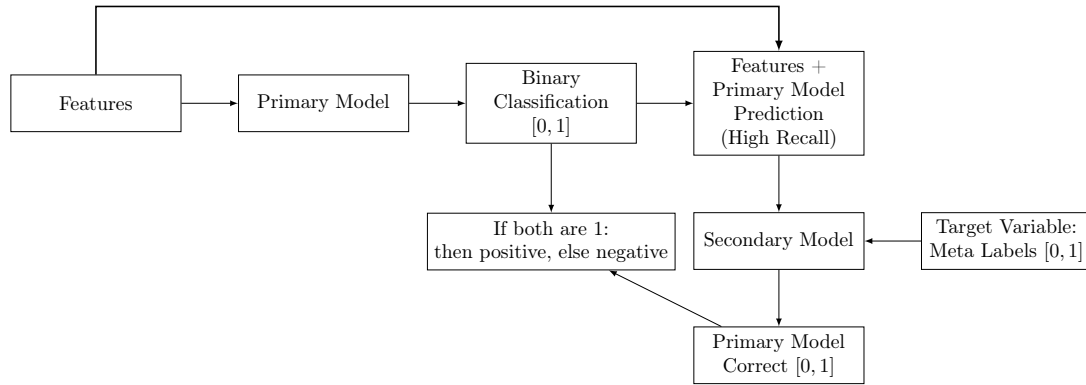 Features
Primary Model
Binary
Classification
[0, 1]
Features +
Primary Model
Prediction
(High Recall)
If both are 1:
then positive, else negative
Secondary Model
Target Variable:
Meta Labels [0, 1]
Primary Model
Correct [0, 1]